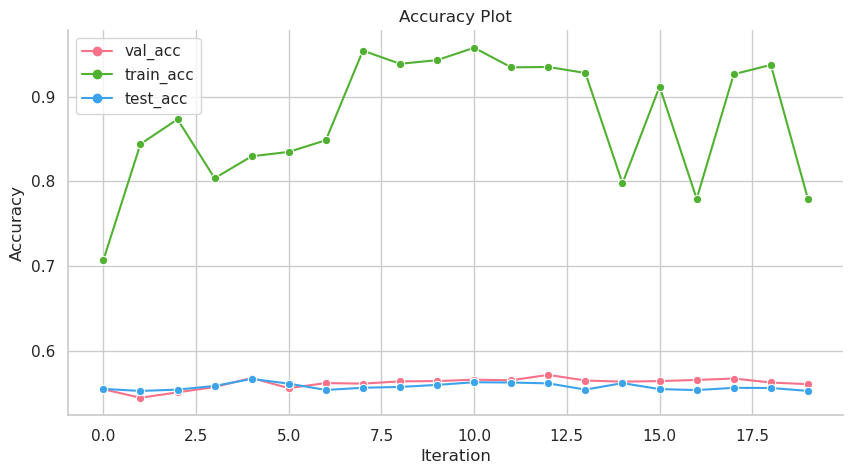 Accuracy Plot
val_acc
train_acc
test_acc
0.9
0.8
0.7
0.6
Accuracy
0.0 2.5 5.0 7.5 10.0 12.5 15.0 17.5
Iteration